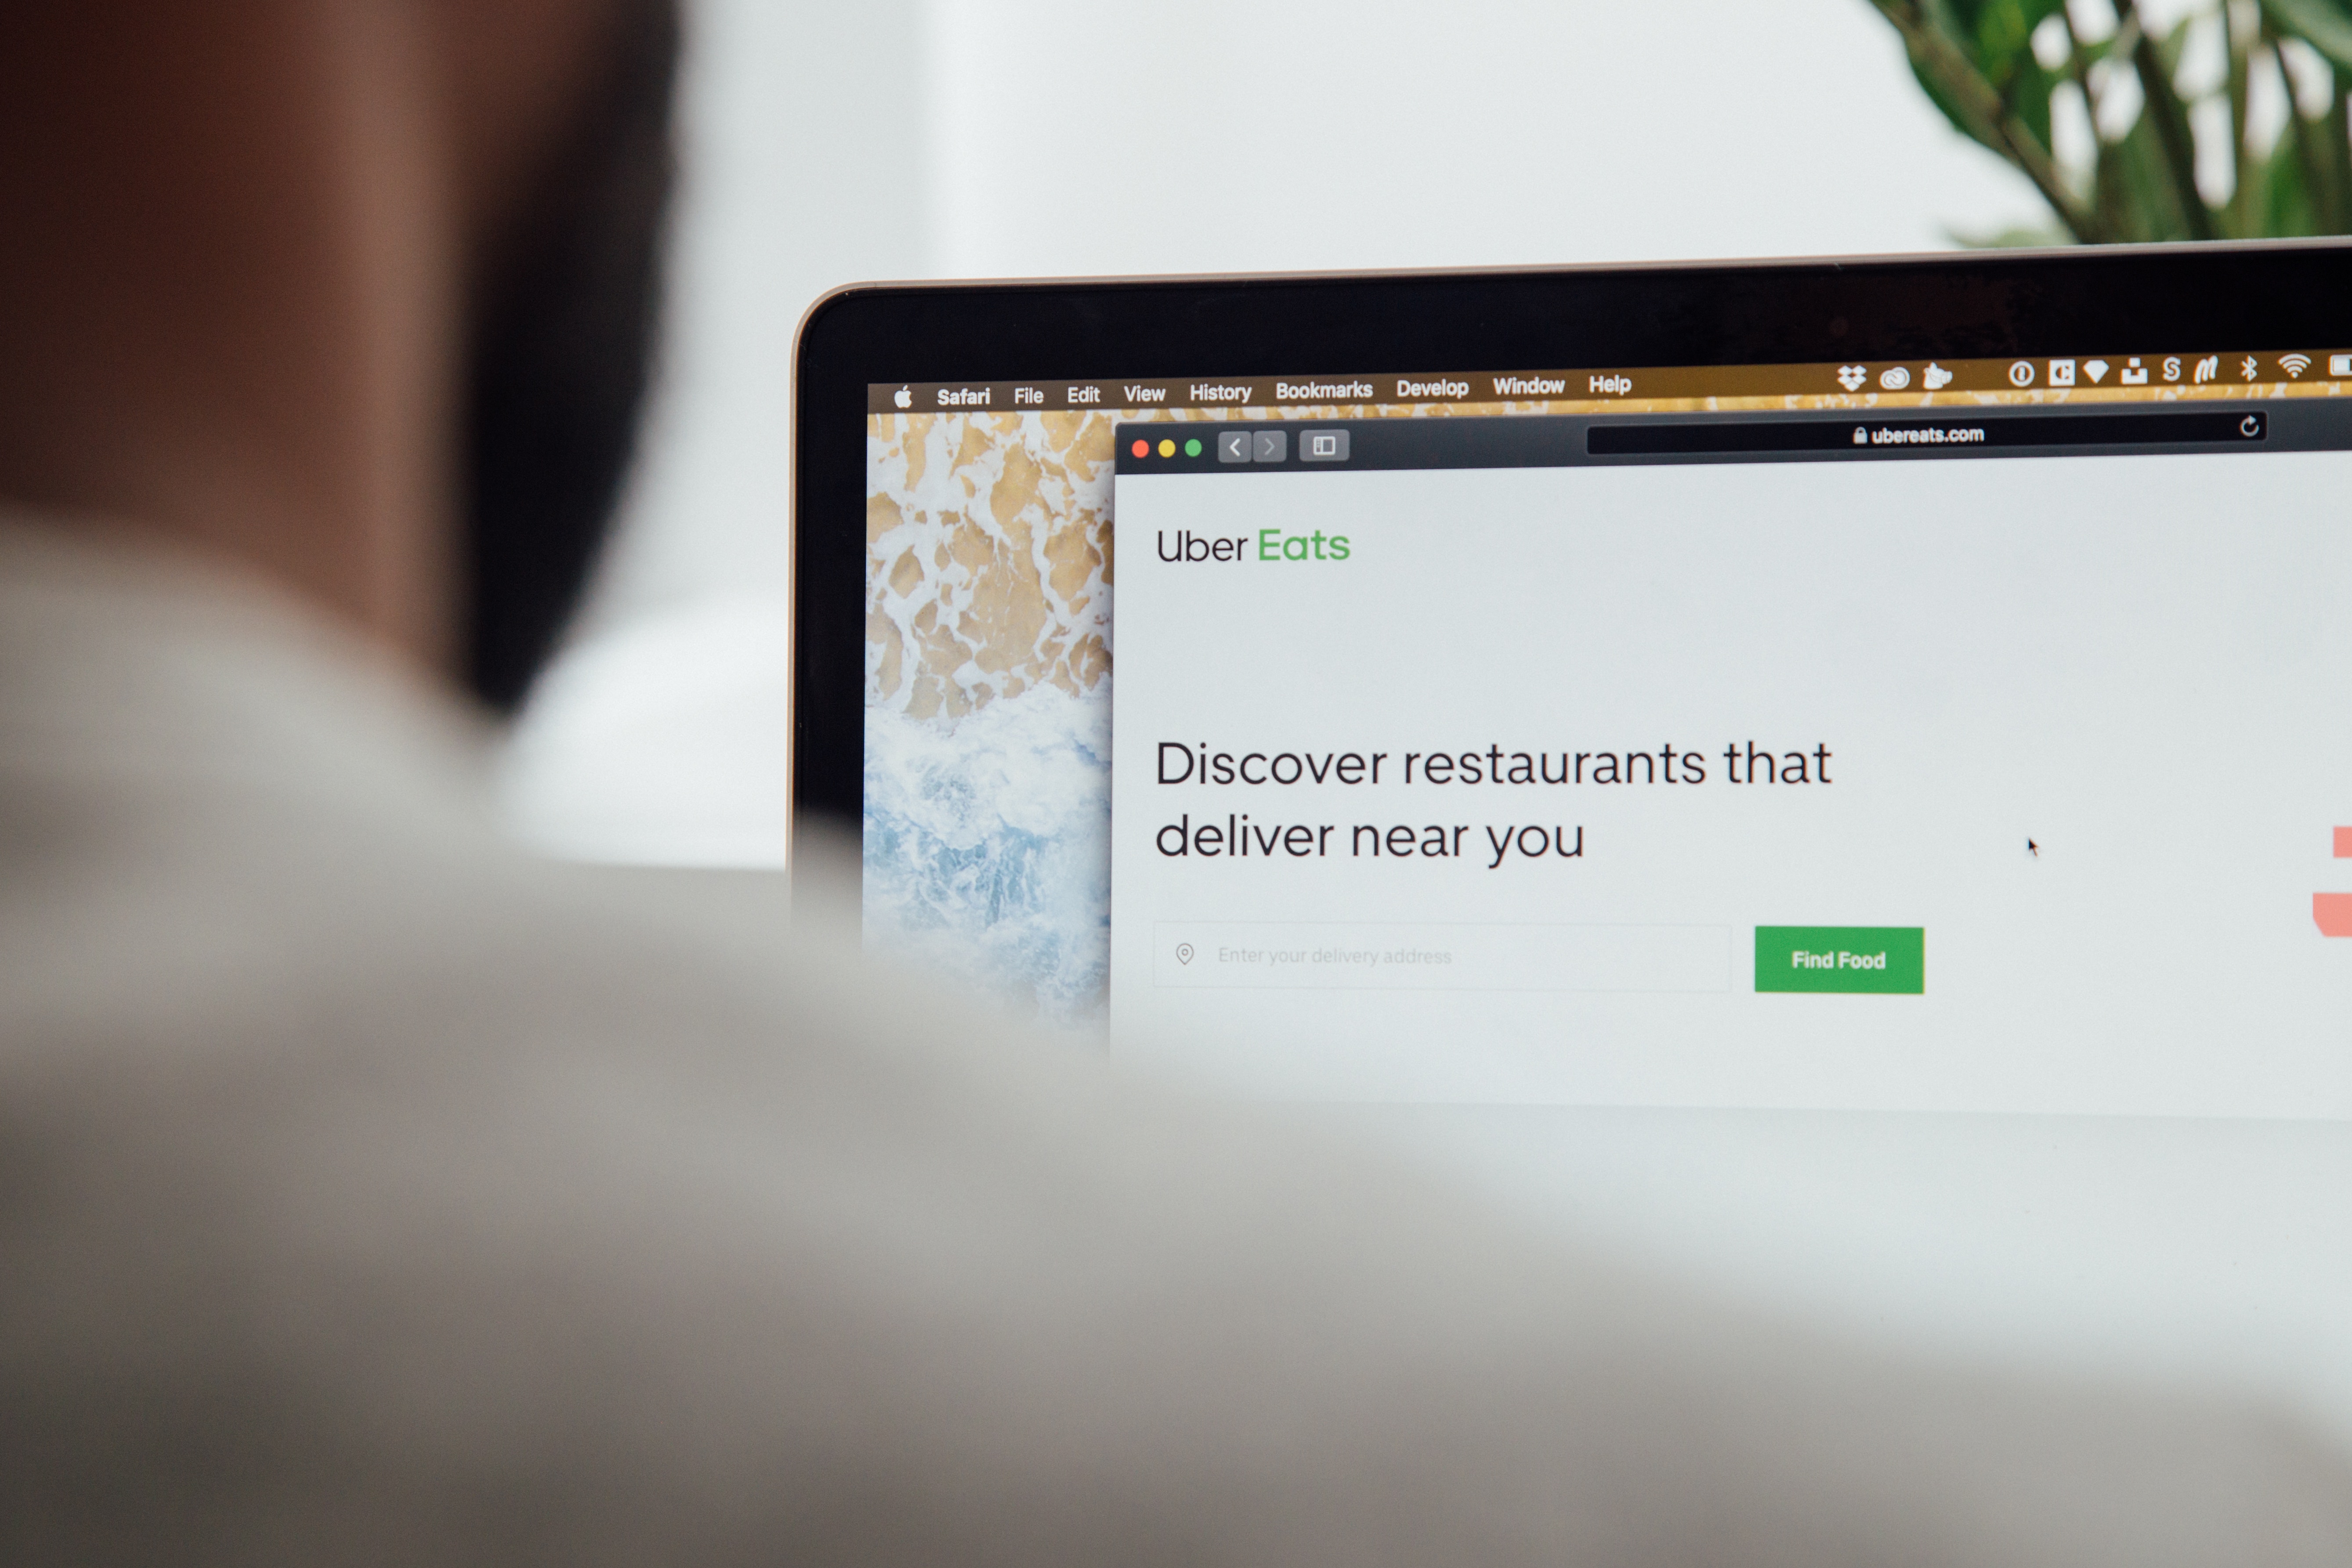 Safari File Edit View History Bookmarks Develop Window Help
ubereats.com
Uber Eats
Discover restaurants that
deliver near you
Enter your delivery address
Find Food